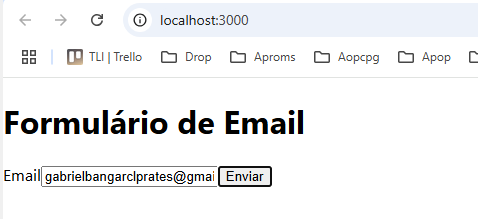 localhost:3000
TLI | Trello Drop Aproms Aopcpg Apop
Formulário de Email
Email gabrielbangarclprates@gmai Enviar